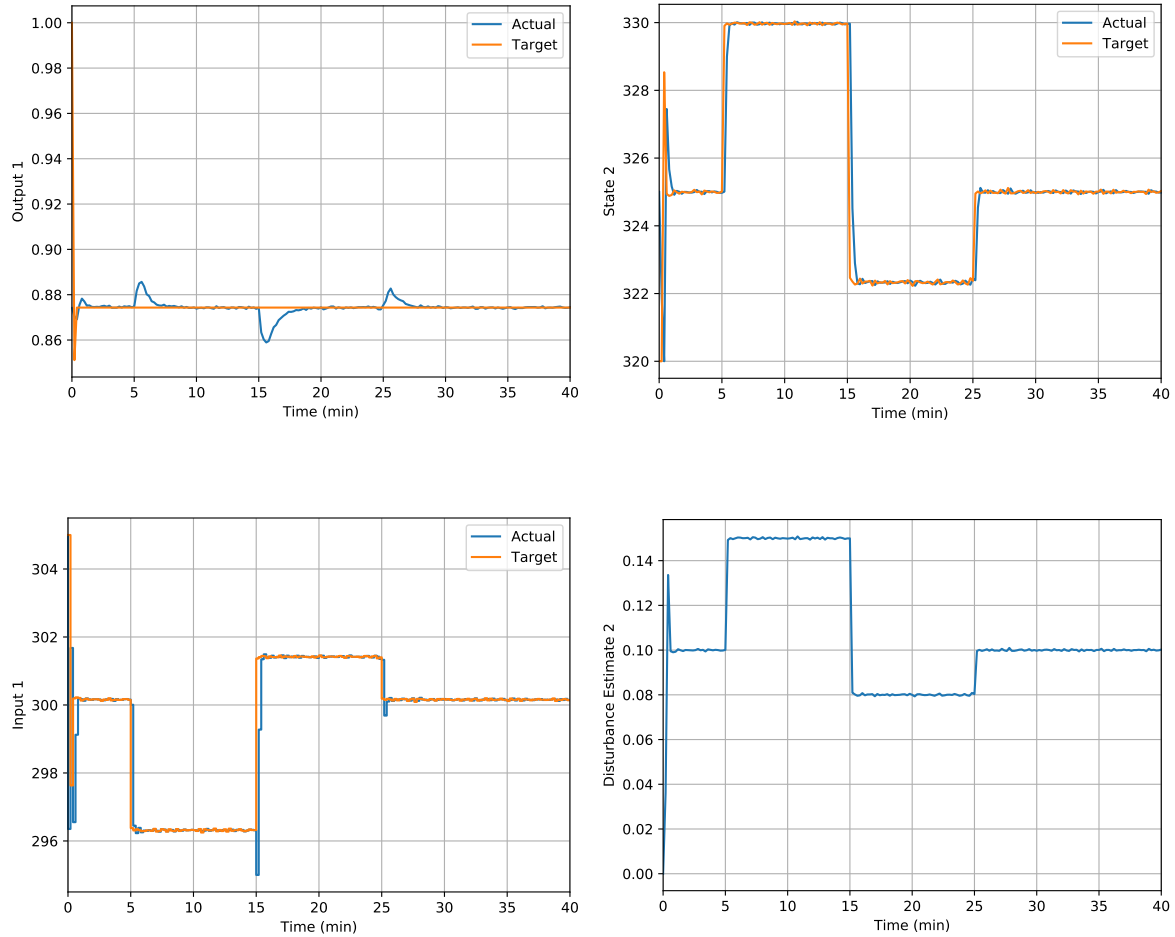 1.00
0.98
0.96
0.94
0.92
0.90
0.88
0.86
Output 1
Actual
Target
0 5 10 15 20 25 30 35 40
Time (min)
330
328
326
324
322
320
State 2
Actual
Target
0 5 10 15 20 25 30 35 40
Time (min)
304
302
300
298
296
Input 1
Actual
Target
0 5 10 15 20 25 30 35 40
Time (min)
0.14
0.12
0.10
0.08
0.06
0.04
0.02
0.00
Disturbance Estimate 2
0 5 10 15 20 25 30 35 40
Time (min)